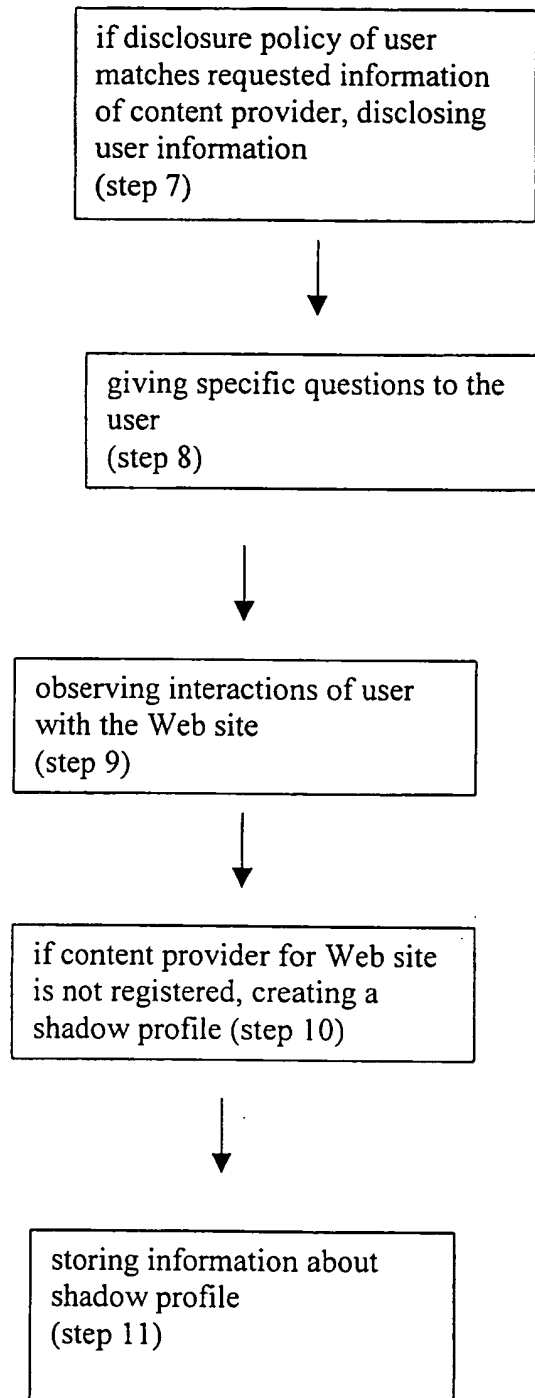 if disclosure policy of user
matches requested information
of content provider, disclosing
user information
(step 7)
giving specific questions to the
user
(step 8)
observing interactions of user
with the Web site
(step 9)
if content provider for Web site
is not registered, creating a
shadow profile (step 10)
storing information about
shadow profile
(step 11)